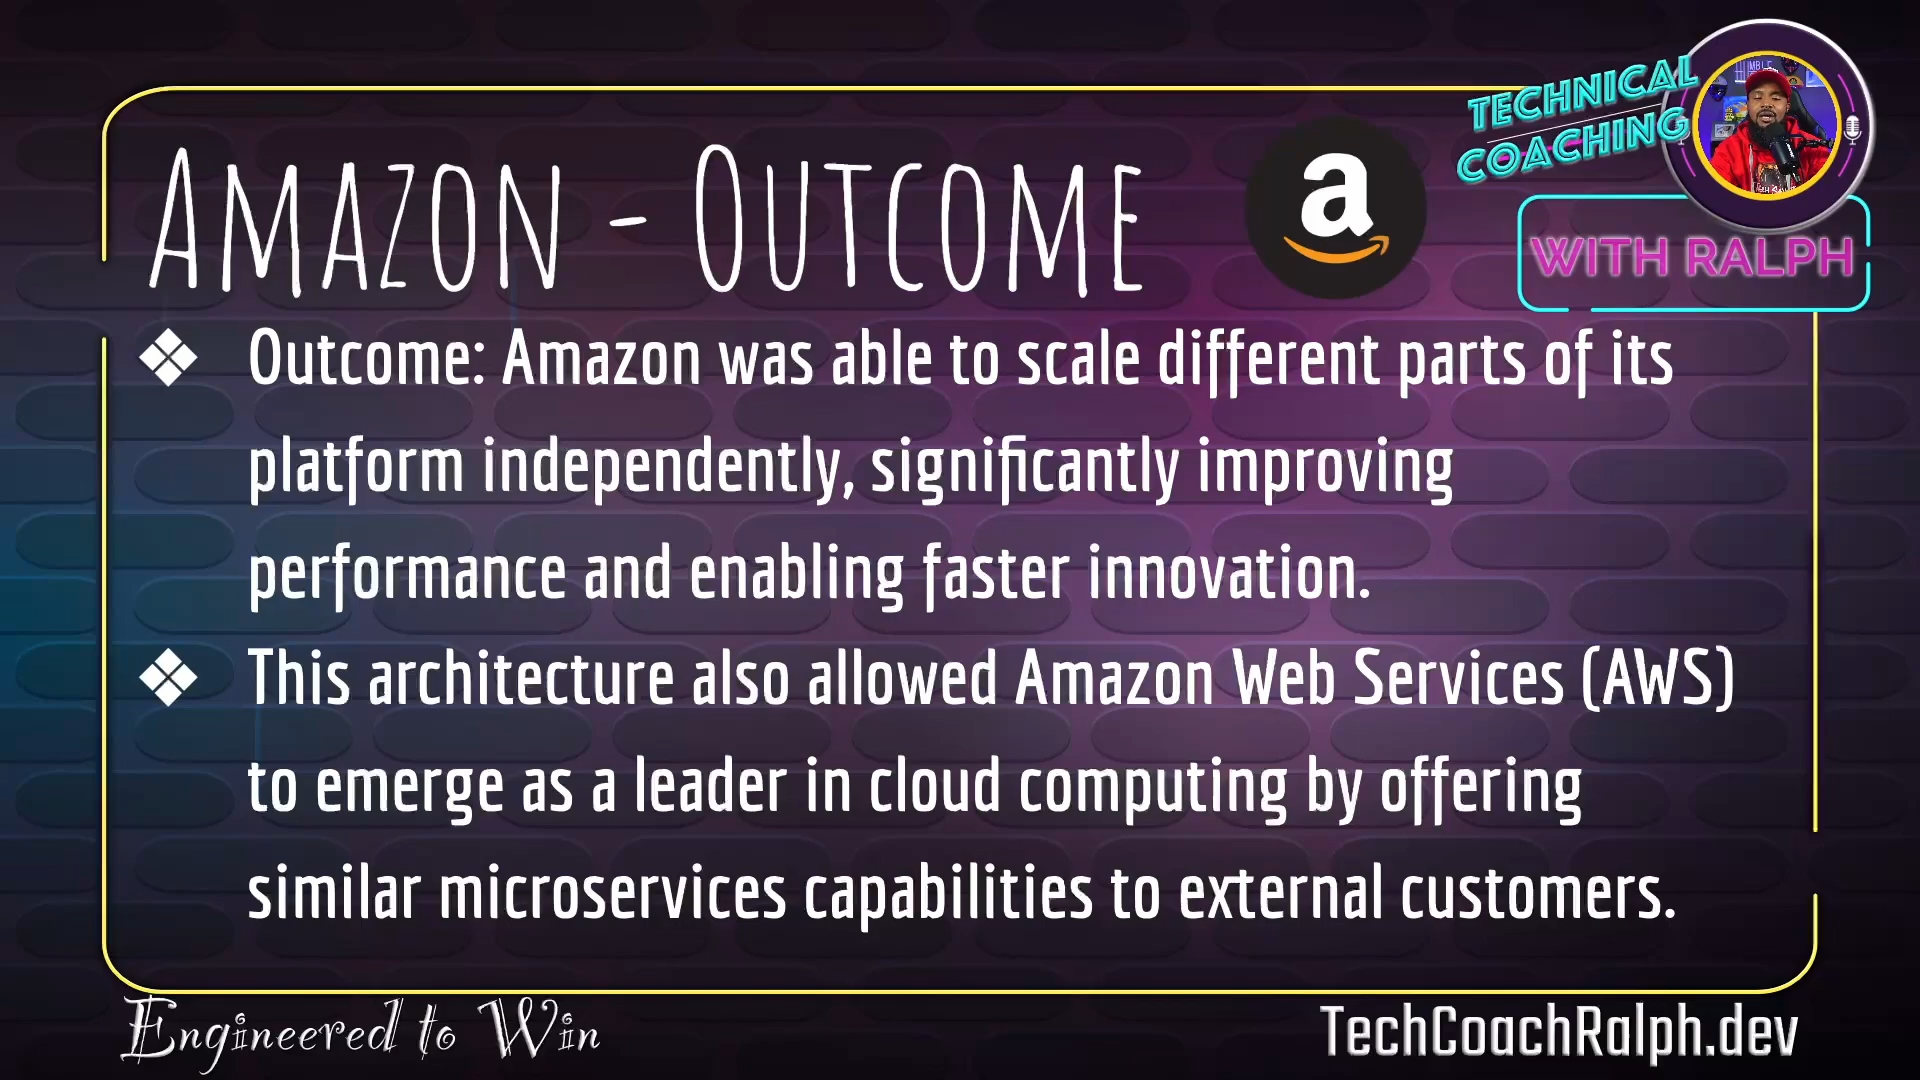 TECHNICAL
COACHING
WITH RALPH
Amazon - Outcome
a
❖ Outcome: Amazon was able to scale different parts of its
platform independently, significantly improving
performance and enabling faster innovation.
❖ This architecture also allowed Amazon Web Services (AWS)
to emerge as a leader in cloud computing by offering
similar microservices capabilities to external customers.
Engineered to Win
TechCoachRalph.dev